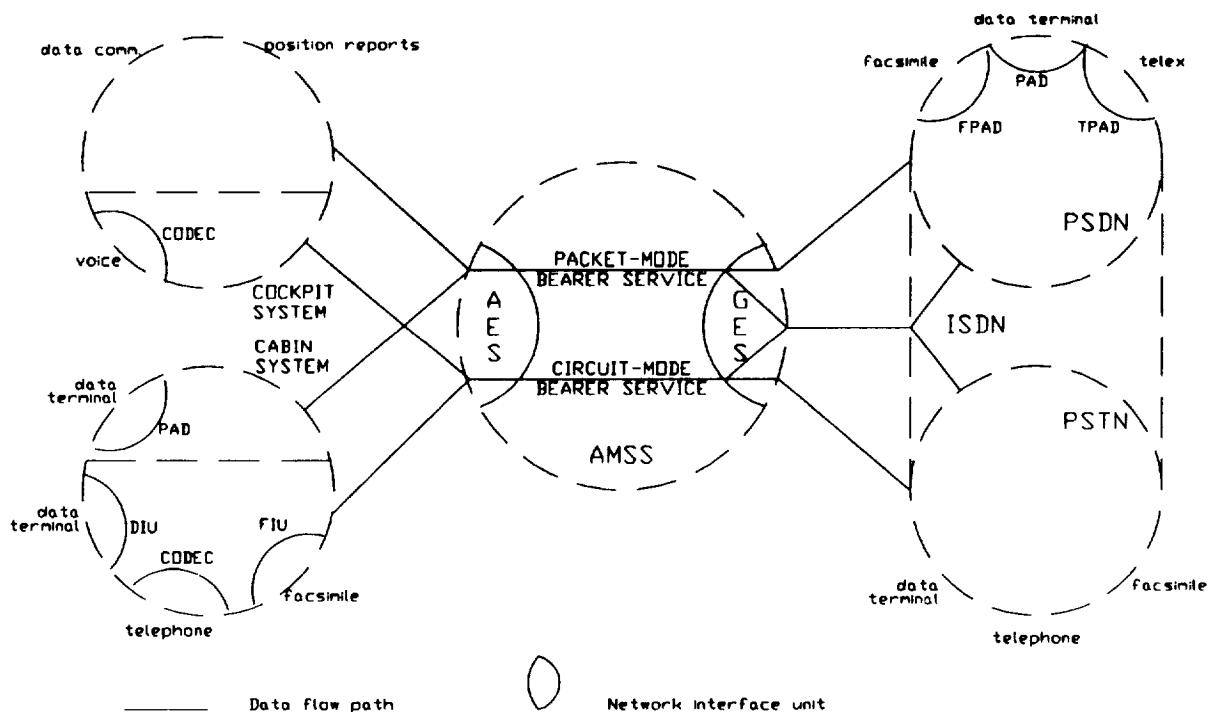 data comm.
position reports
CODEC
voice
COCKPIT
SYSTEM
CABIN
SYSTEM
data
terminal
PAD
data
terminal
DIU
FIU
CODEC
facsimile
telephone
AES
PACKET-MODE
BEARER SERVICE
GES
CIRCUIT-MODE
BEARER SERVICE
AMSS
data terminal
facsimile
telex
PAD
FPAD
TPAD
PSDN
ISDN
PSTN
data
terminal
facsimile
telephone
Data flow path
Network interface unit